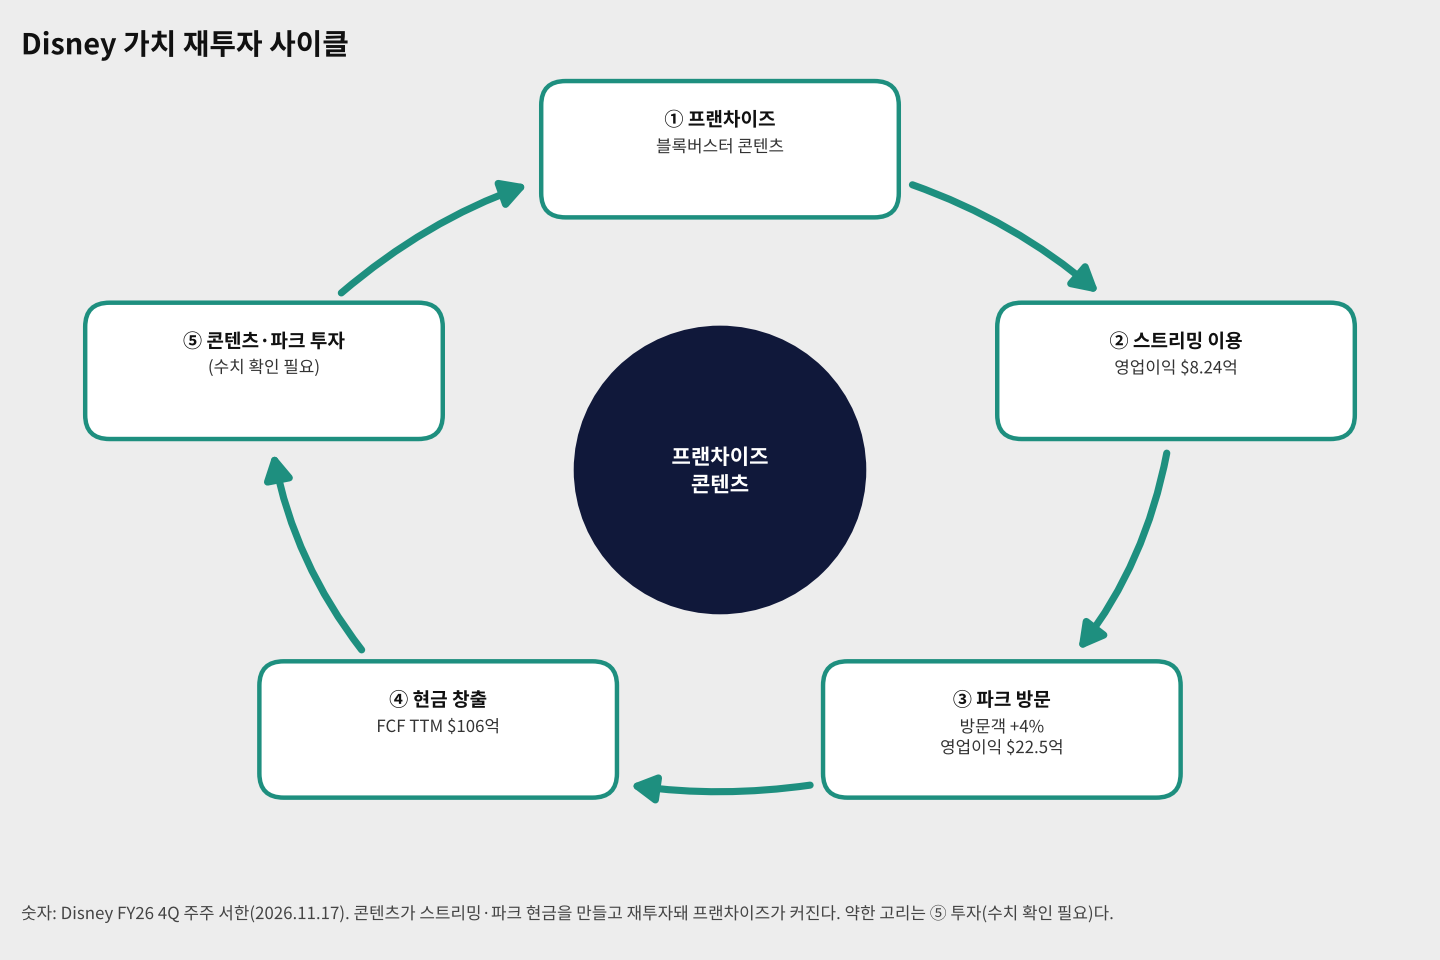 Disney 가치 재투자 사이클
① 프랜차이즈
블록버스터 콘텐츠
⑤ 콘텐츠·파크 투자
(수치 확인 필요)
② 스트리밍 이용
영업이익 $8.24억
프랜차이즈
콘텐츠
④ 현금 창출
FCF TTM $106억
③ 파크 방문
방문객 +4%
영업이익 $22.5억
숫자: Disney FY26 4Q 주주 서한(2026.11.17). 콘텐츠가 스트리밍·파크 현금을 만들고 재투자돼 프랜차이즈가 커진다. 약한 고리는 ⑤ 투자(수치 확인 필요)다.